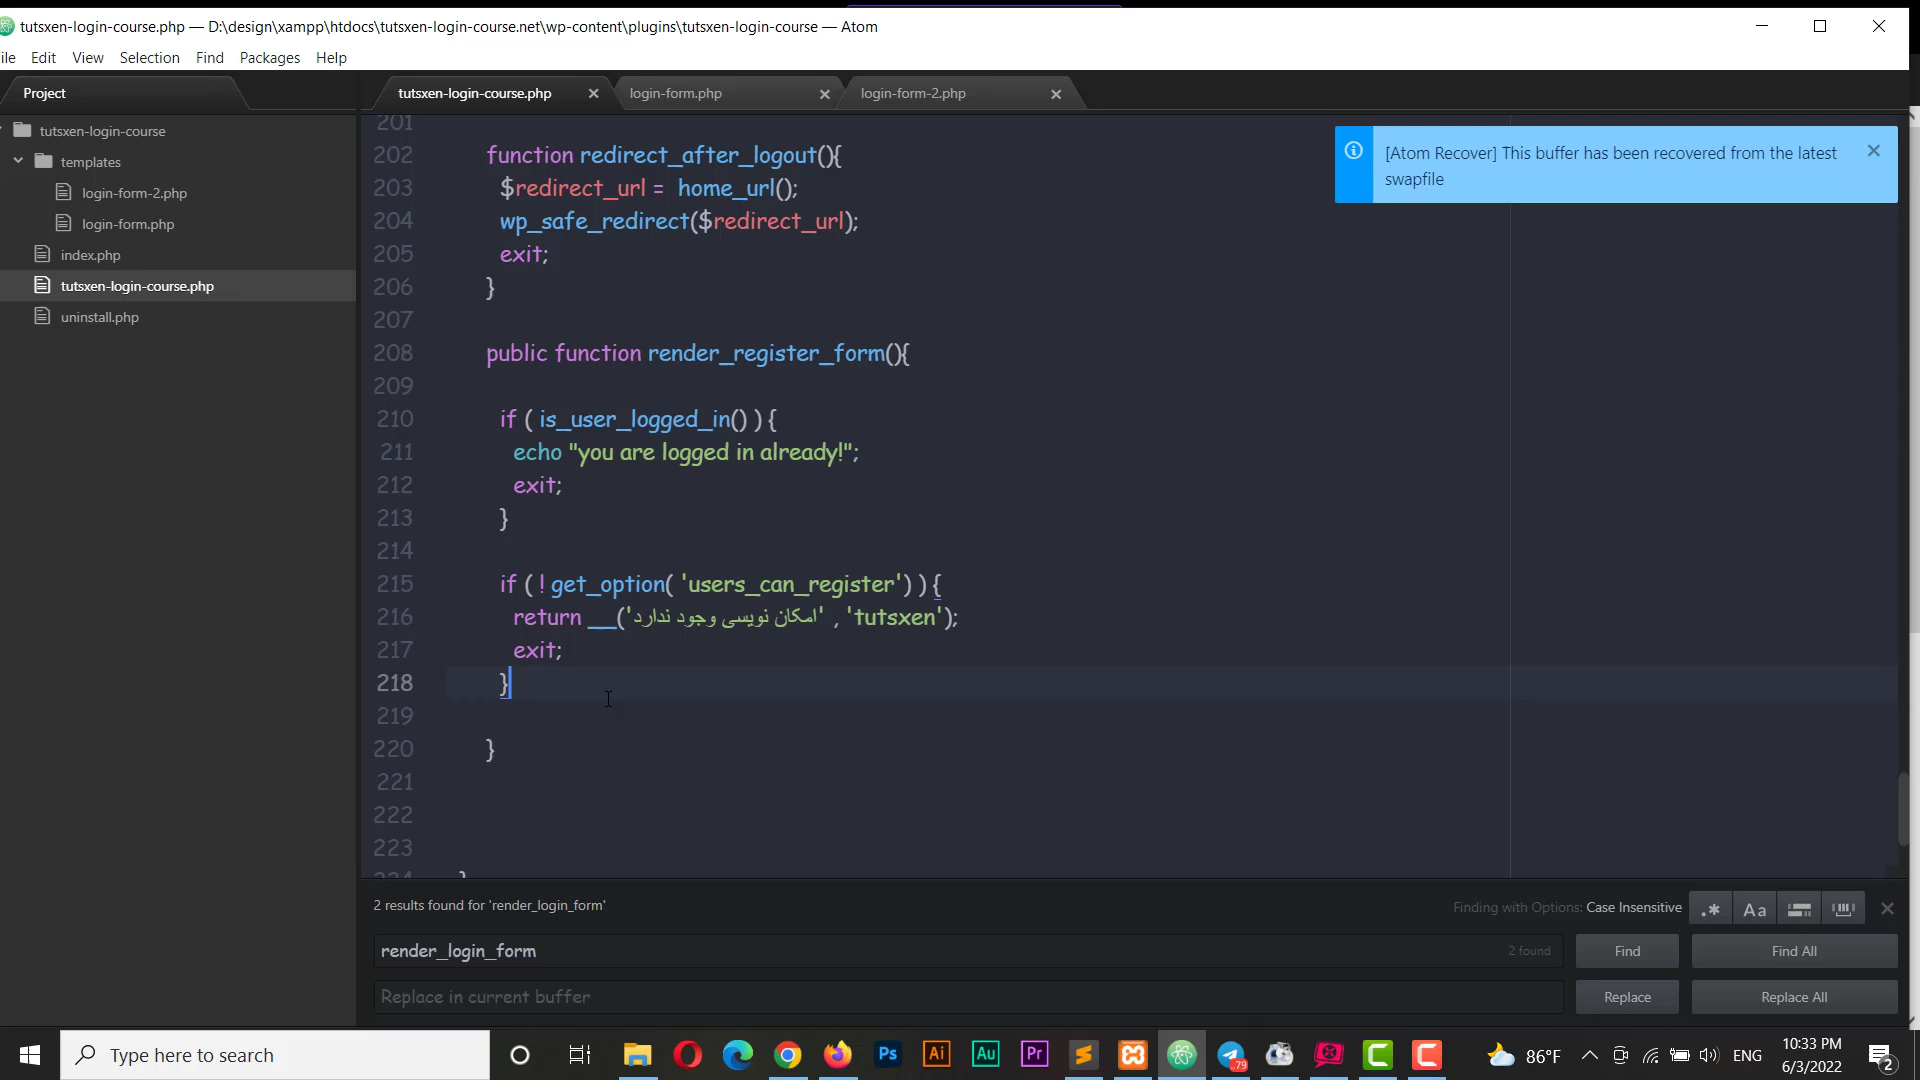 tutsxen-login-course.php — D:\design\xampp\htdocs\tutsxen-login-course.net\wp-content\plugins\tutsxen-login-course — Atom
ile Edit View Selection Find Packages Help
Project
tutsxen-login-course.php
login-form.php
login-form-2.php
tutsxen-login-course
templates
login-form-2.php
login-form.php
index.php
tutsxen-login-course.php
uninstall.php
[Atom Recover] This buffer has been recovered from the latest
swapfile
201
202 function redirect_after_logout(){
203 $redirect_url = home_url();
204 wp_safe_redirect($redirect_url);
205 exit;
206 }
207
208 public function render_register_form(){
209
210 if ( is_user_logged_in() ) {
211 echo "you are logged in already!";
212 exit;
213 }
214
215 if ( ! get_option( 'users_can_register') ) {
216 return __('امکان نویسی وجود ندارد' , 'tutsxen');
217 exit;
218 }
219
220 }
221
222
223
224 }
2 results found for 'render_login_form'
Finding with Options: Case Insensitive
.* Aa
render_login_form
2 found
Find
Find All
Replace in current buffer
Replace
Replace All
Type here to search
Ps
Ai
Au
Pr
79
86°F
ENG
10:33 PM
6/3/2022
2